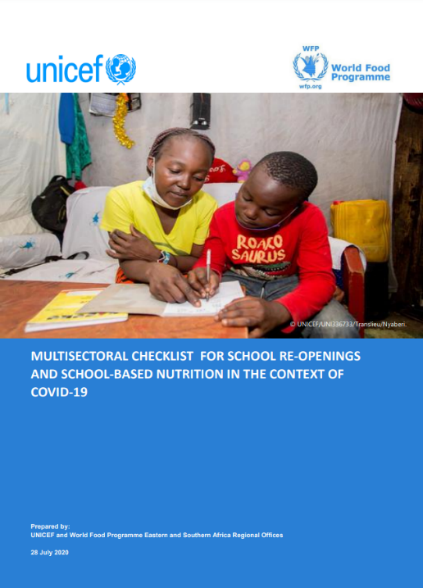 unicef
WFP
World Food
Programme
wfp.org
ROACO
SAURUS
© UNICEF/UNI336733/Translieu/Nyaberi
MULTISECTORAL CHECKLIST FOR SCHOOL RE-OPENINGS
AND SCHOOL-BASED NUTRITION IN THE CONTEXT OF
COVID-19
Prepared by:
UNICEF and World Food Programme Eastern and Southern Africa Regional Offices
28 July 2020